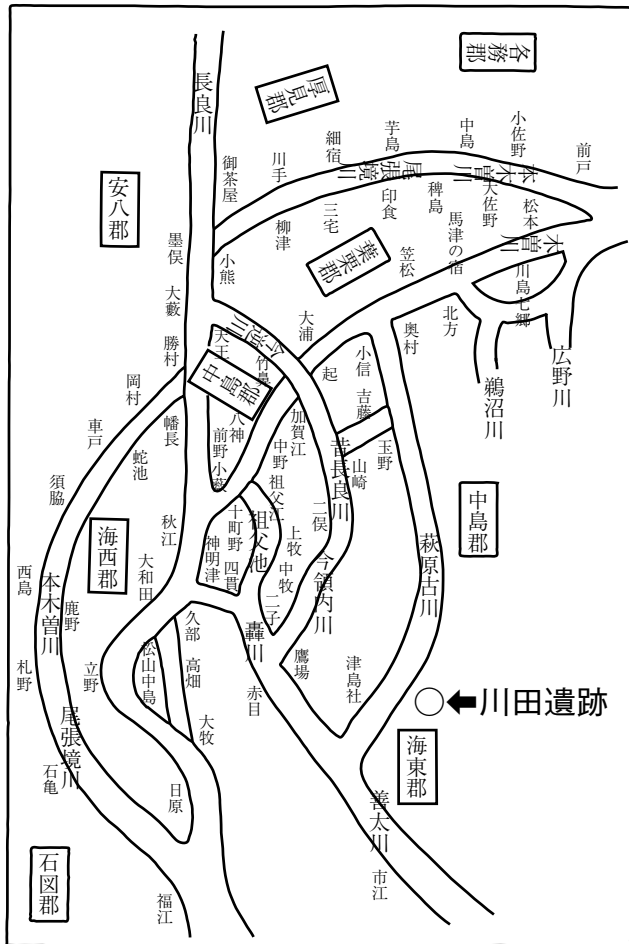 各務郡
厚見郡
長良川
小佐野
中島
芋島
細宿
川手
御茶屋
前戸
本木曽川
尾張境川
安八郡
松本
大佐野
稗島
印食
三宅
柳津
馬津の宿
笠松
葉栗郡
木曽川
川島七郷
小熊
墨俣
大藪
勝村
今逆川
天王
竹鼻
大浦
起
小信
奥村
北方
鵜沼川
広野川
中嶌郡
岡村
車戸
須脇
幡長
蛇池
八神
前野
小藪
加賀江
中野
吉藤
玉野
山崎
昔長良川
中島郡
萩原古川
祖父江
祖父池
十町野
四貫
神明津
上牧
中牧
二子
二俣
今領内川
秋江
海西郡
大和田
西島
本木曽川
鹿野
札野
立野
尾張境川
石亀
久部
高畑
松山中島
大牧
日原
轟川
赤目
鷹場
津島社
川田遺跡
海東郡
善太川
市江
石図郡
福江